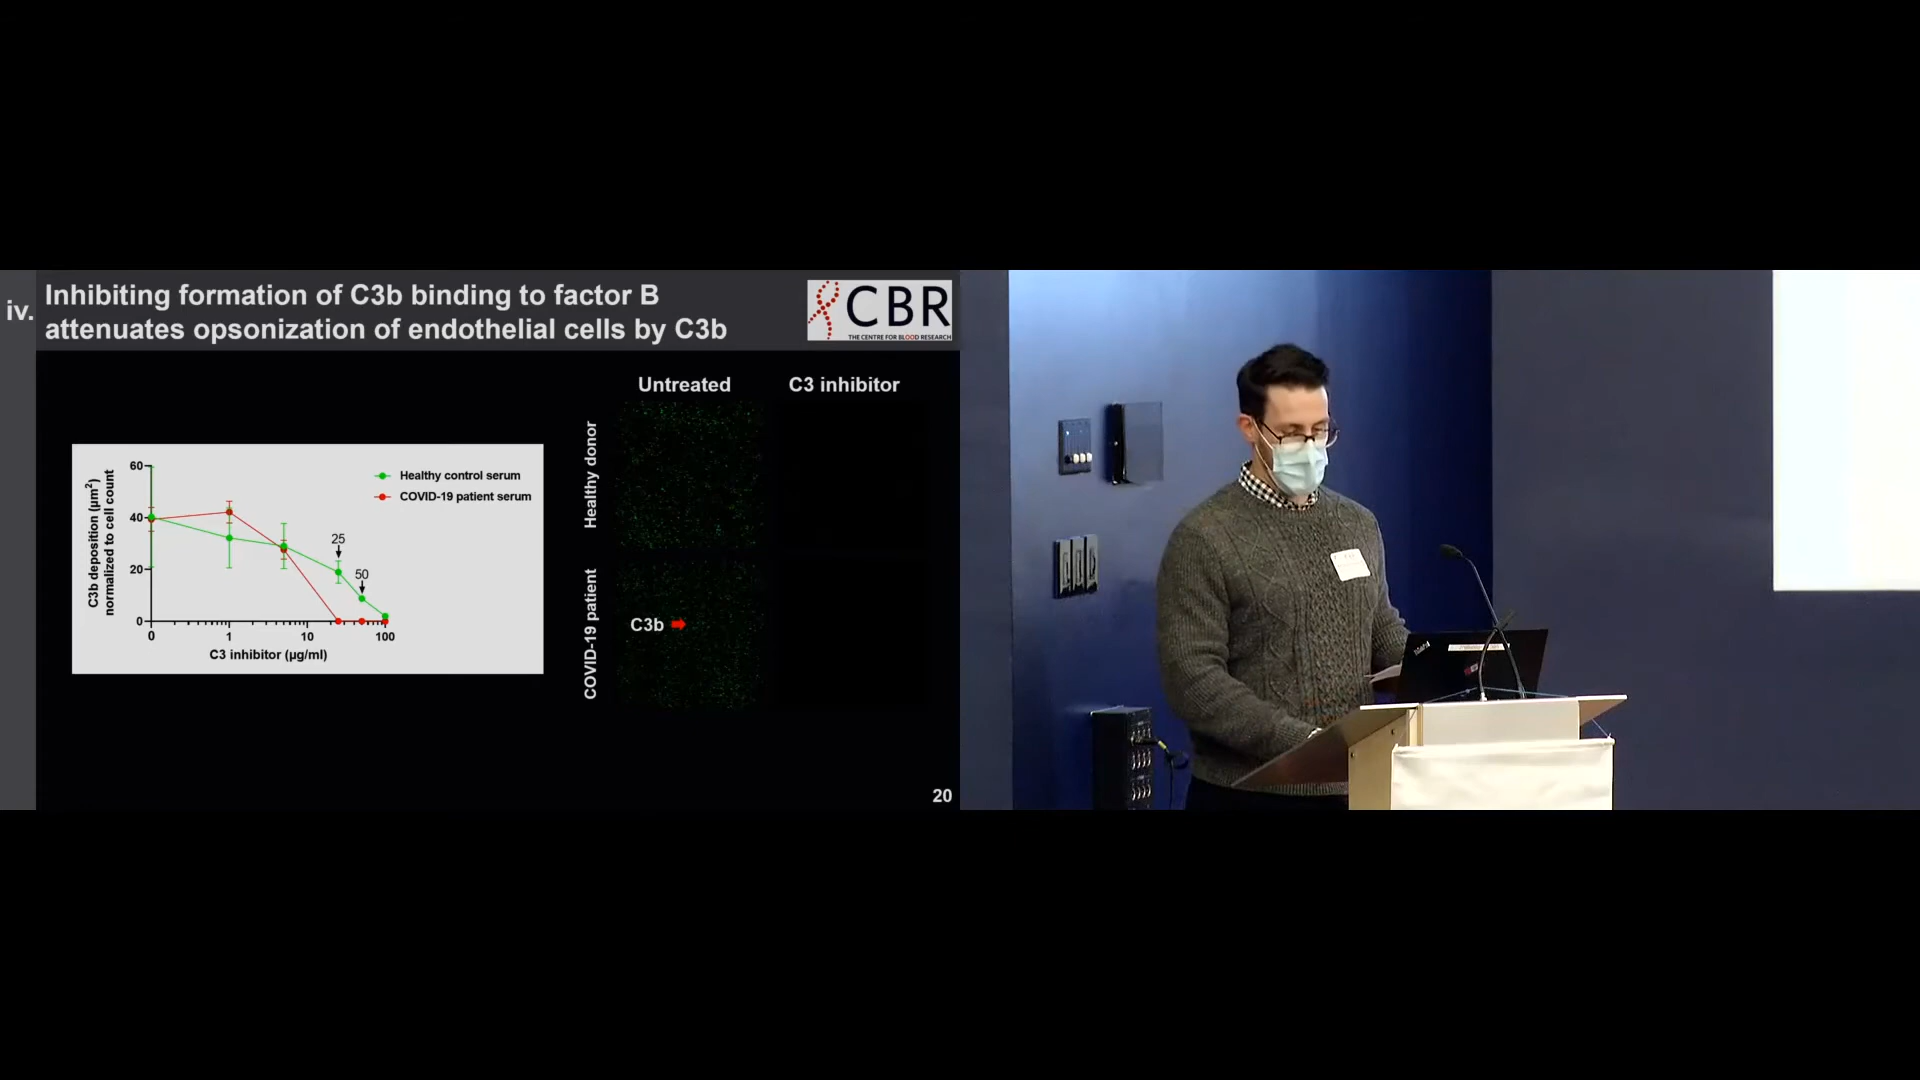 iv.
Inhibiting formation of C3b binding to factor B
attenuates opsonization of endothelial cells by C3b
CBR
THE CENTRE FOR BLOOD RESEARCH
Untreated
C3 inhibitor
Healthy donor
COVID-19 patient
C3b
C3b deposition (µm²)
normalized to cell count
60
40
20
0
Healthy control serum
COVID-19 patient serum
25
50
0
1
10
100
C3 inhibitor (µg/ml)
20
ThinkPad